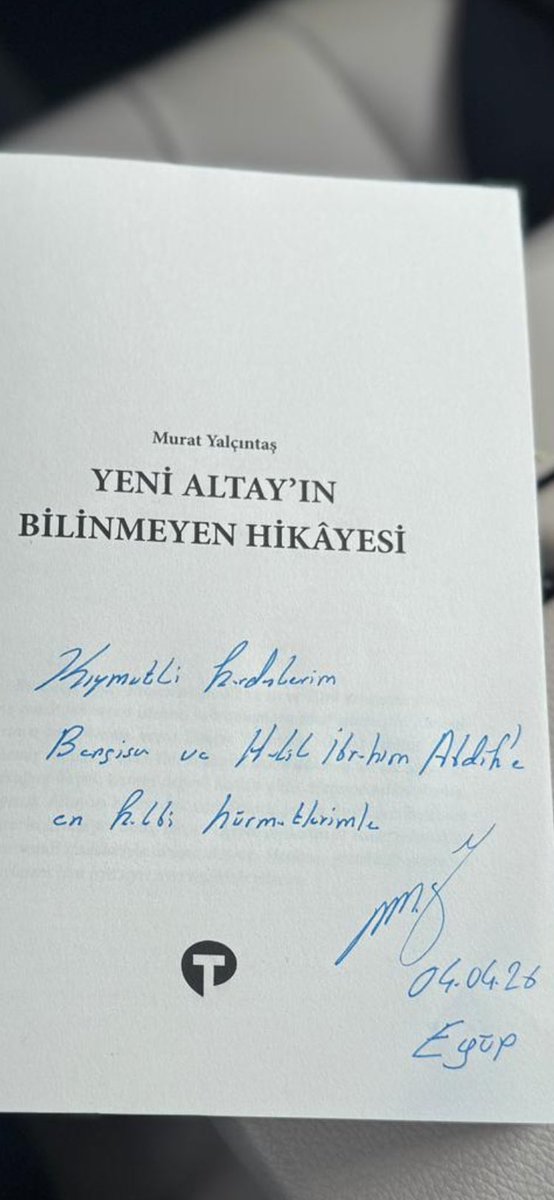 Murat Yalçıntaş
YENİ ALTAY'IN
BİLİNMEYEN HİKÂYESİ
Kıymetli kardeşlerim
Bengisu ve Halil İbrahim Aldık'a
en kalbi hürmetlerimle
04.04.26
Eyüp